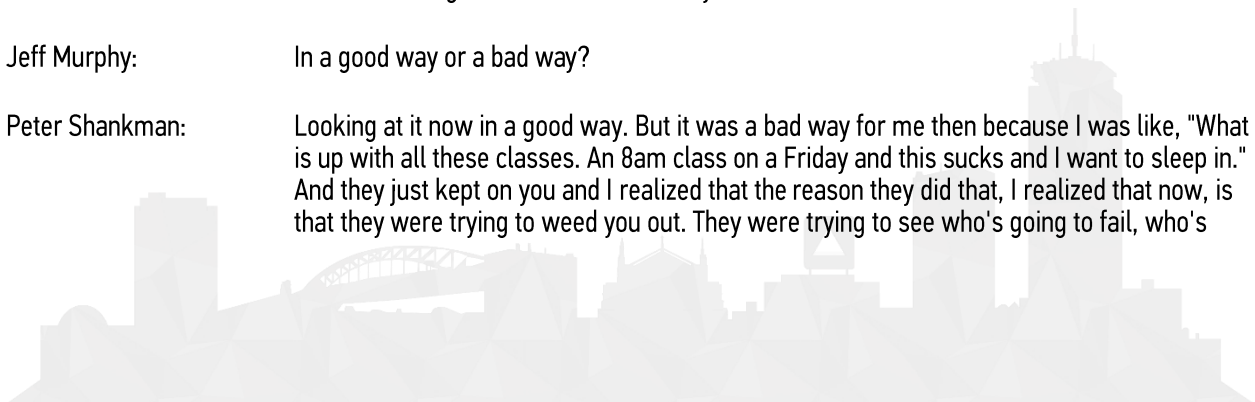 Jeff Murphy: In a good way or a bad way?
Peter Shankman: Looking at it now in a good way. But it was a bad way for me then because I was like, "What
is up with all these classes. An 8am class on a Friday and this sucks and I want to sleep in."
And they just kept on you and I realized that the reason they did that, I realized that now, is
that they were trying to weed you out. They were trying to see who's going to fail, who's